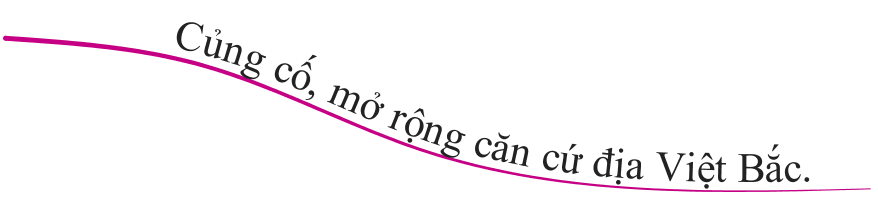 Củng cố, mở rộng căn cứ địa Việt Bắc.